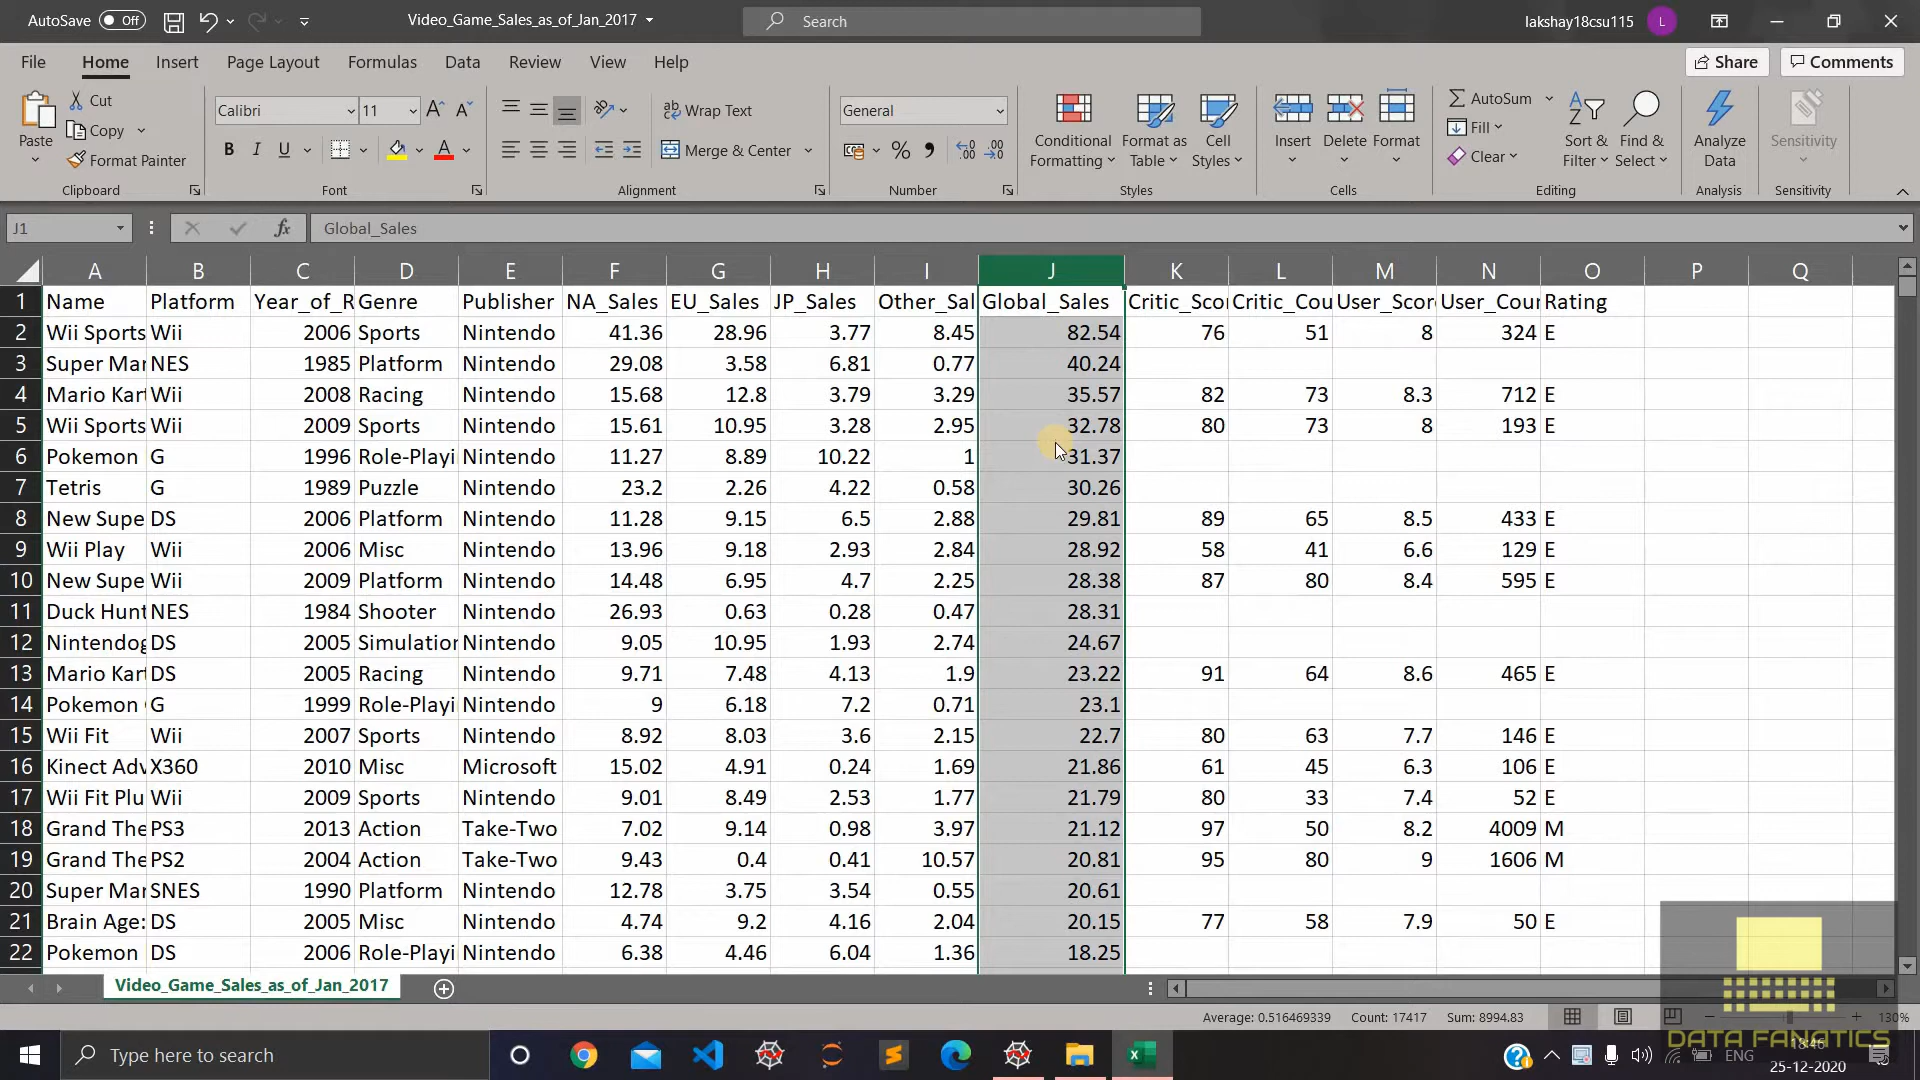 AutoSave Off Video_Game_Sales_as_of_Jan_2017 Search lakshay18csu115 L
File Home Insert Page Layout Formulas Data Review View Help Share Comments
Paste Cut Copy Format Painter Clipboard
Calibri 11 B I U Font
Wrap Text Merge & Center Alignment
General Number
Conditional Formatting Format as Table Cell Styles Styles
Insert Delete Format Cells
AutoSum Fill Clear Sort & Filter Find & Select Editing
Analyze Data Analysis
Sensitivity Sensitivity
J1 fx Global_Sales
A B C D E F G H I J K L M N O P Q
1 Name Platform Year_of_R Genre Publisher NA_Sales EU_Sales JP_Sales Other_Sal Global_Sales Critic_Scor Critic_Cou User_Scor User_Cour Rating
2 Wii Sports Wii 2006 Sports Nintendo 41.36 28.96 3.77 8.45 82.54 76 51 8 324 E
3 Super Mar NES 1985 Platform Nintendo 29.08 3.58 6.81 0.77 40.24
4 Mario Kart Wii 2008 Racing Nintendo 15.68 12.8 3.79 3.29 35.57 82 73 8.3 712 E
5 Wii Sports Wii 2009 Sports Nintendo 15.61 10.95 3.28 2.95 32.78 80 73 8 193 E
6 Pokemon G 1996 Role-Playi Nintendo 11.27 8.89 10.22 1 31.37
7 Tetris G 1989 Puzzle Nintendo 23.2 2.26 4.22 0.58 30.26
8 New Supe DS 2006 Platform Nintendo 11.28 9.15 6.5 2.88 29.81 89 65 8.5 433 E
9 Wii Play Wii 2006 Misc Nintendo 13.96 9.18 2.93 2.84 28.92 58 41 6.6 129 E
10 New Supe Wii 2009 Platform Nintendo 14.48 6.95 4.7 2.25 28.38 87 80 8.4 595 E
11 Duck Hunt NES 1984 Shooter Nintendo 26.93 0.63 0.28 0.47 28.31
12 Nintendog DS 2005 Simulation Nintendo 9.05 10.95 1.93 2.74 24.67
13 Mario Kart DS 2005 Racing Nintendo 9.71 7.48 4.13 1.9 23.22 91 64 8.6 465 E
14 Pokemon G 1999 Role-Playi Nintendo 9 6.18 7.2 0.71 23.1
15 Wii Fit Wii 2007 Sports Nintendo 8.92 8.03 3.6 2.15 22.7 80 63 7.7 146 E
16 Kinect Adv X360 2010 Misc Microsoft 15.02 4.91 0.24 1.69 21.86 61 45 6.3 106 E
17 Wii Fit Plu Wii 2009 Sports Nintendo 9.01 8.49 2.53 1.77 21.79 80 33 7.4 52 E
18 Grand The PS3 2013 Action Take-Two 7.02 9.14 0.98 3.97 21.12 97 50 8.2 4009 M
19 Grand The PS2 2004 Action Take-Two 9.43 0.4 0.41 10.57 20.81 95 80 9 1606 M
20 Super Mar SNES 1990 Platform Nintendo 12.78 3.75 3.54 0.55 20.61
21 Brain Age: DS 2005 Misc Nintendo 4.74 9.2 4.16 2.04 20.15 77 58 7.9 50 E
22 Pokemon DS 2006 Role-Playi Nintendo 6.38 4.46 6.04 1.36 18.25
Video_Game_Sales_as_of_Jan_2017
Average: 0.516469339 Count: 17417 Sum: 8994.83 130%
DATA FANATICS
Type here to search ENG 18:46
25-12-2020